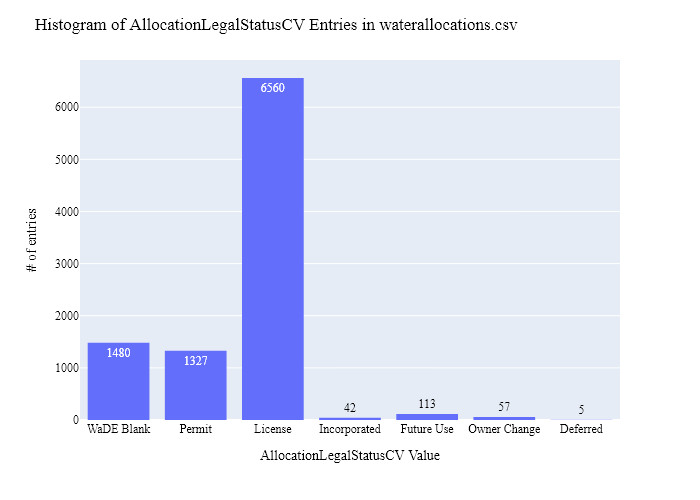 Histogram of AllocationLegalStatusCV Entries in waterallocations.csv
# of entries
6000
5000
4000
3000
2000
1000
0
1480
1327
6560
42
113
57
5
WaDE Blank
Permit
License
Incorporated
Future Use
Owner Change
Deferred
AllocationLegalStatusCV Value